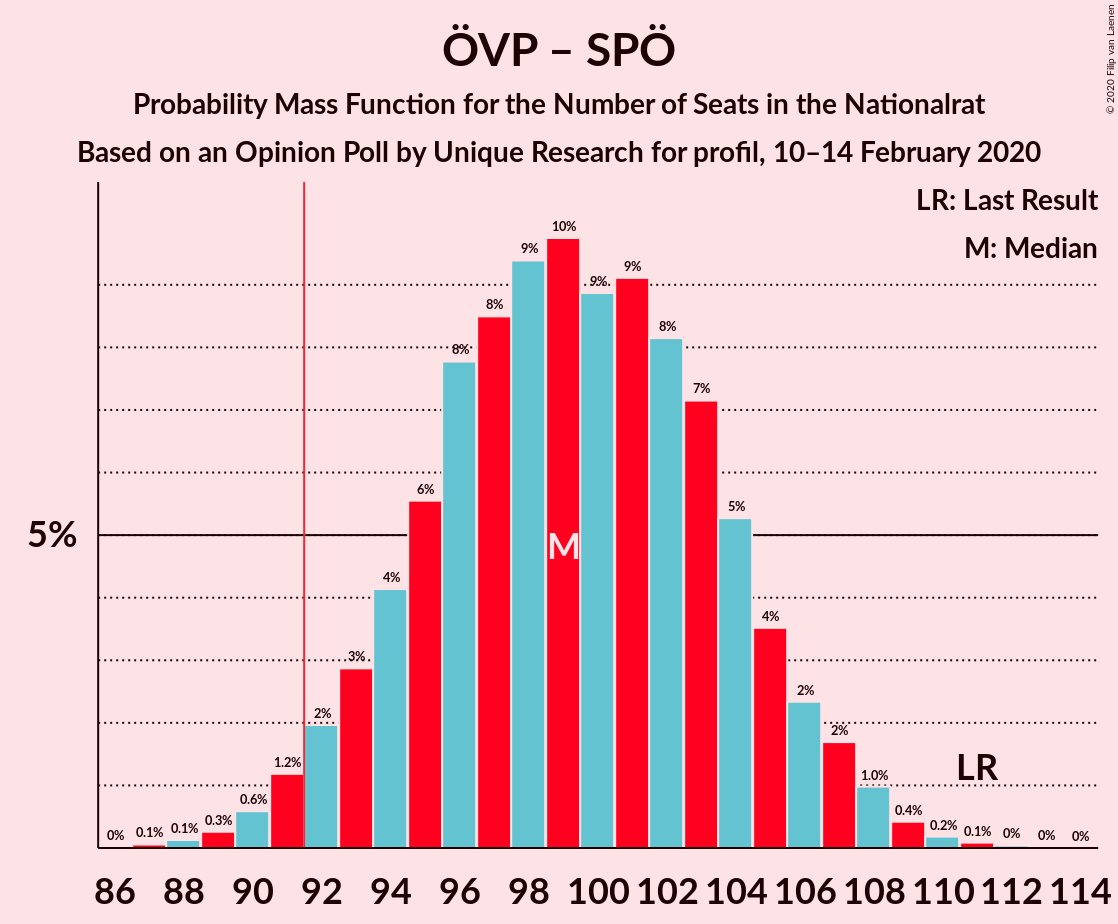 ÖVP – SPÖ
Probability Mass Function for the Number of Seats in the Nationalrat
Based on an Opinion Poll by Unique Research for profil, 10–14 February 2020
© 2020 Filip van Laenen
LR: Last Result
M: Median
5%
0% 0.1% 0.1% 0.3% 0.6% 1.2% 2% 3% 4% 6% 8% 8% 9% 10% 9% 9% 8% 7% 5% 4% 2% 2% 1.0% 0.4% 0.2% 0.1% 0% 0% 0%
M
LR
86 88 90 92 94 96 98 100 102 104 106 108 110 112 114